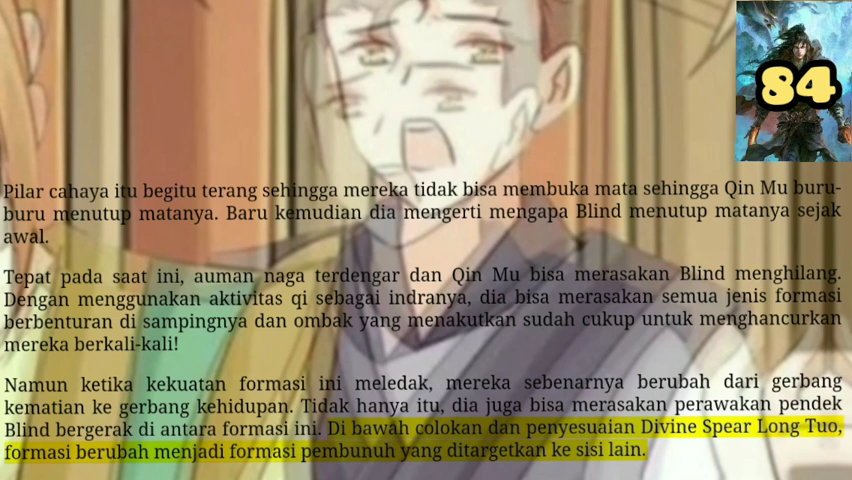 84
Pilar cahaya itu begitu terang sehingga mereka tidak bisa membuka mata sehingga Qin Mu buru-
buru menutup matanya. Baru kemudian dia mengerti mengapa Blind menutup matanya sejak
awal.
Tepat pada saat ini, auman naga terdengar dan Qin Mu bisa merasakan Blind menghilang.
Dengan menggunakan aktivitas qi sebagai indranya, dia bisa merasakan semua jenis formasi
berbenturan di sampingnya dan ombak yang menakutkan sudah cukup untuk menghancurkan
mereka berkali-kali!
Namun ketika kekuatan formasi ini meledak, mereka sebenarnya berubah dari gerbang
kematian ke gerbang kehidupan. Tidak hanya itu, dia juga bisa merasakan perawakan pendek
Blind bergerak di antara formasi ini. Di bawah colokan dan penyesuaian Divine Spear Long Tuo,
formasi berubah menjadi formasi pembunuh yang ditargetkan ke sisi lain.